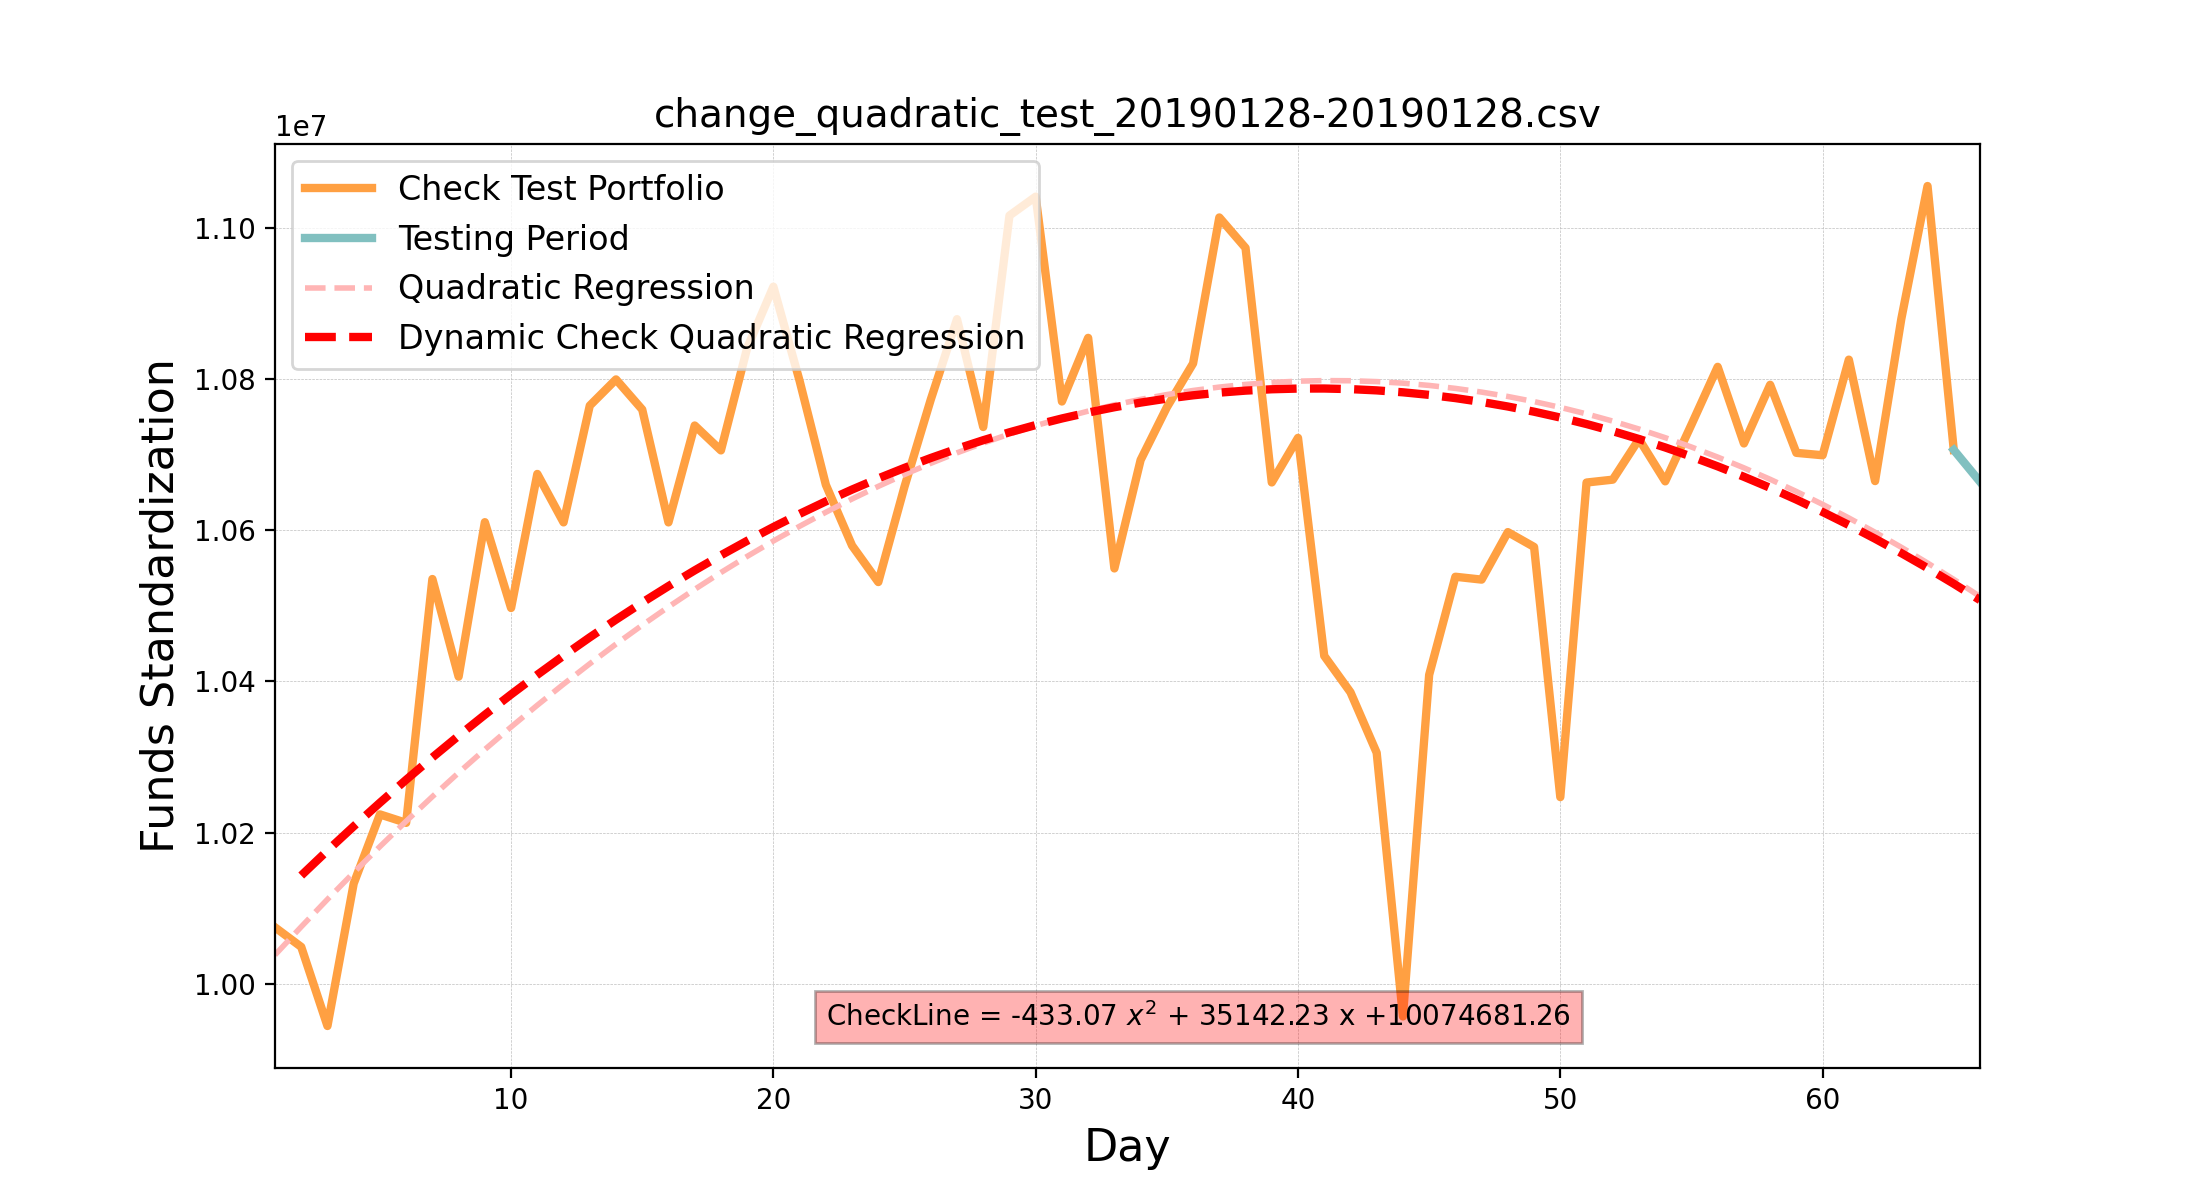 change_quadratic_test_20190128-20190128.csv
1e7
Check Test Portfolio
Testing Period
Quadratic Regression
Dynamic Check Quadratic Regression
1.10
1.08
1.06
1.04
1.02
1.00
Funds Standardization
CheckLine = -433.07 x² + 35142.23 x +10074681.26
10 20 30 40 50 60
Day